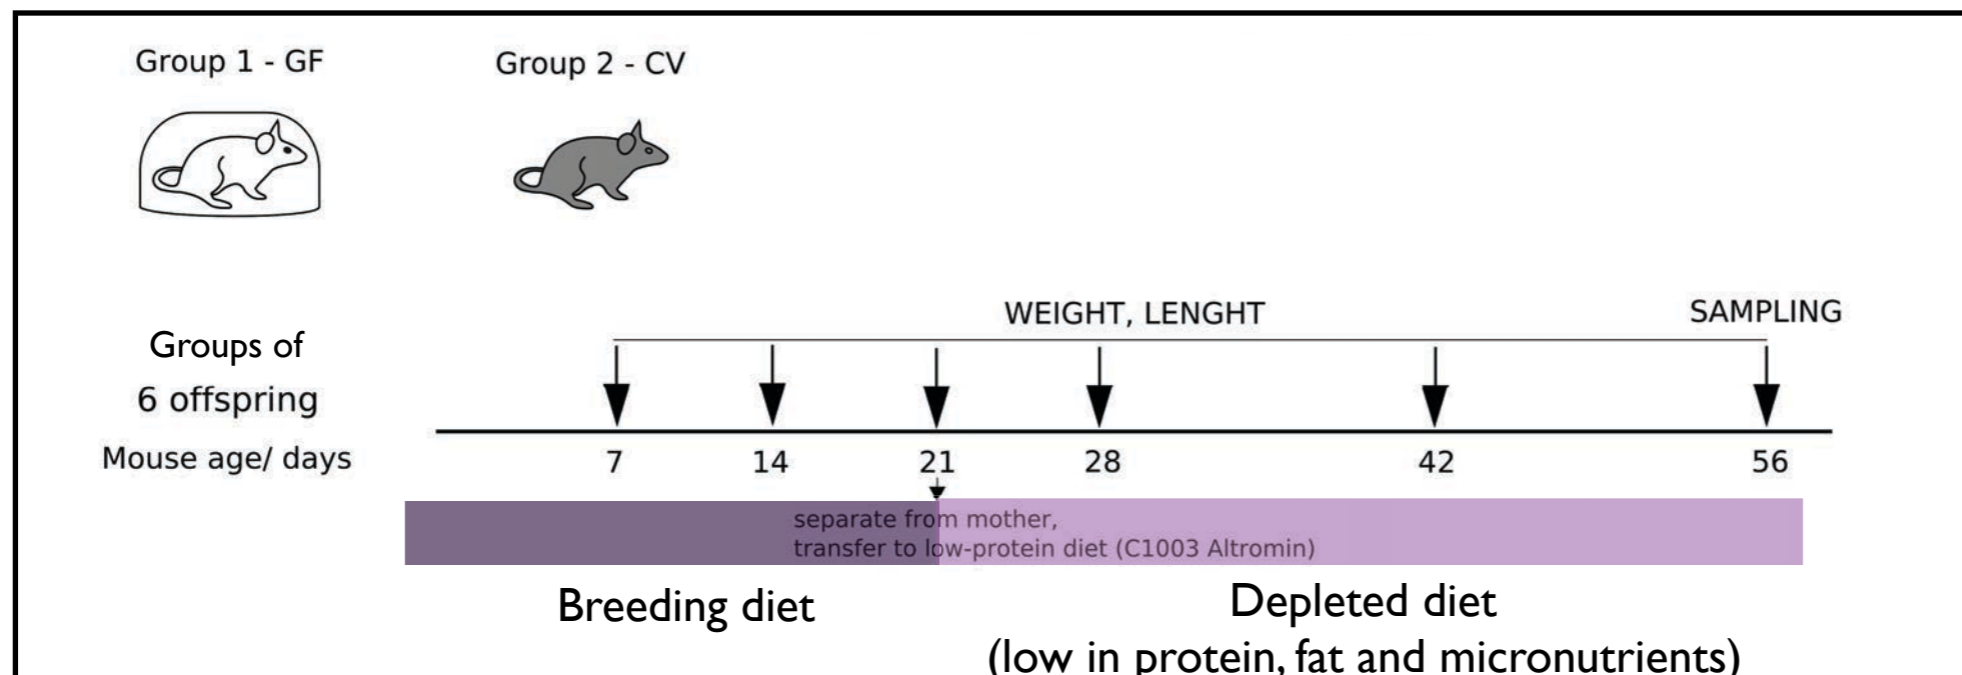 Group 1 - GF
Group 2 - CV
WEIGHT, LENGHT
SAMPLING
Groups of
6 offspring
Mouse age/ days
7 14 21 28 42 56
separate from mother,
transfer to low-protein diet (C1003 Altromin)
Breeding diet
Depleted diet
(low in protein, fat and micronutrients)